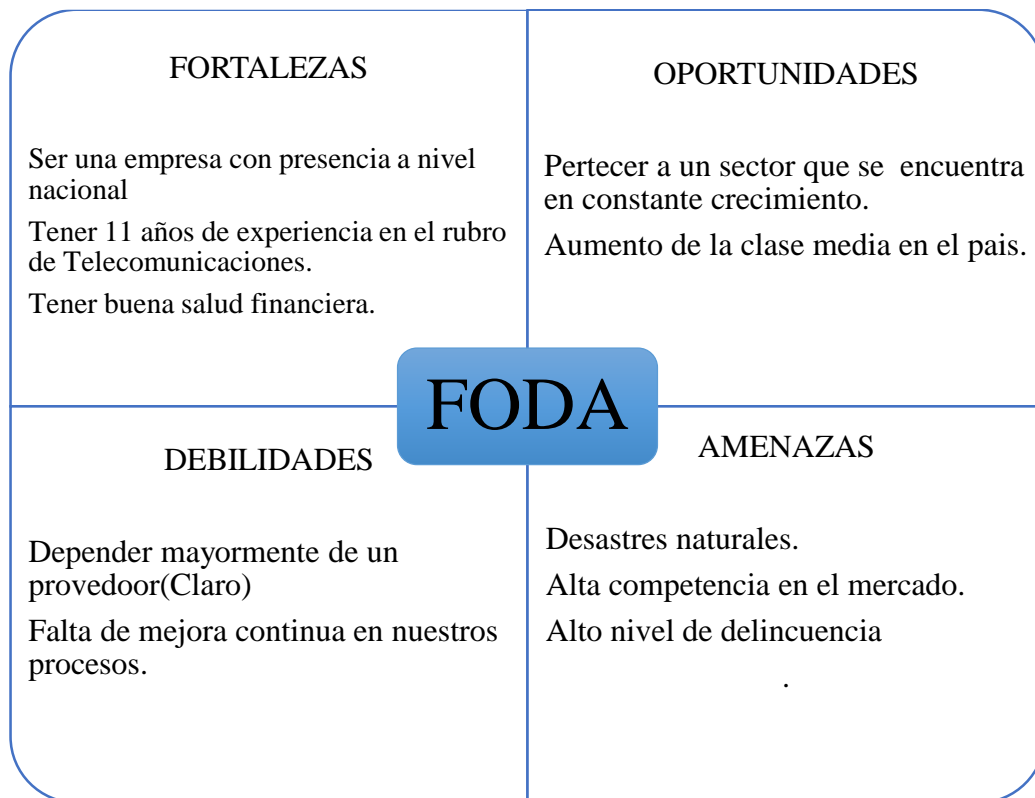 FORTALEZAS
Ser una empresa con presencia a nivel
nacional
Tener 11 años de experiencia en el rubro
de Telecomunicaciones.
Tener buena salud financiera.
OPORTUNIDADES
Pertecer a un sector que se encuentra
en constante crecimiento.
Aumento de la clase media en el pais.
FODA
DEBILIDADES
Depender mayormente de un
provedoor(Claro)
Falta de mejora continua en nuestros
procesos.
AMENAZAS
Desastres naturales.
Alta competencia en el mercado.
Alto nivel de delincuencia
.